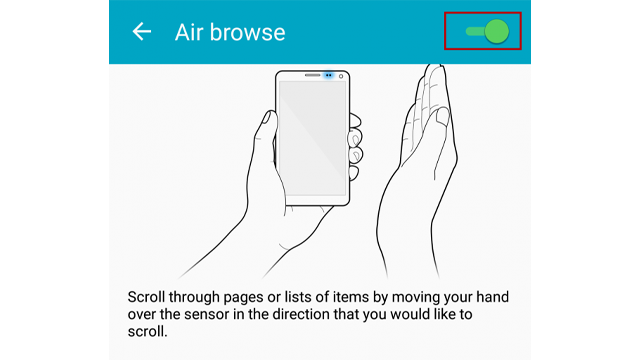 Air browse
Scroll through pages or lists of items by moving your hand
over the sensor in the direction that you would like to
scroll.